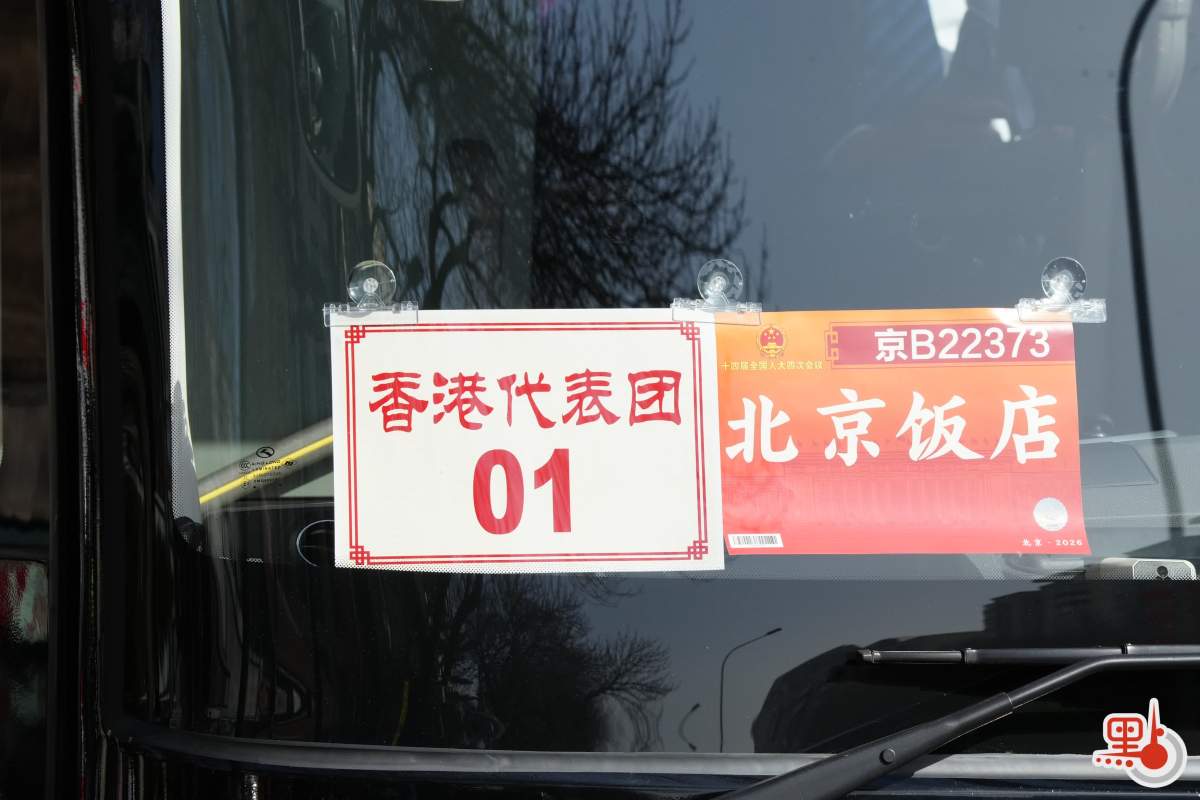 香港代表团
01
京B22373
十四届全国人大四次会议
北京饭店
北京·2026
點